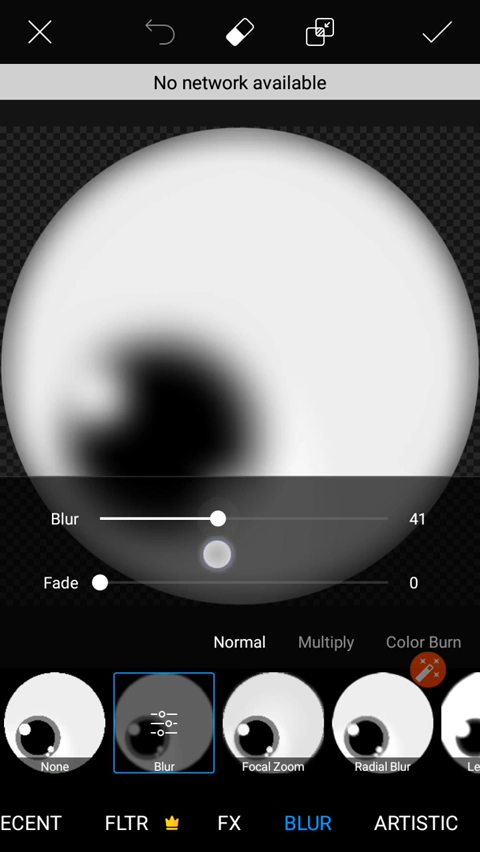 No network available
Blur 41
Fade 0
Normal Multiply Color Burn
None Blur Focal Zoom Radial Blur Le
ECENT FLTR FX BLUR ARTISTIC